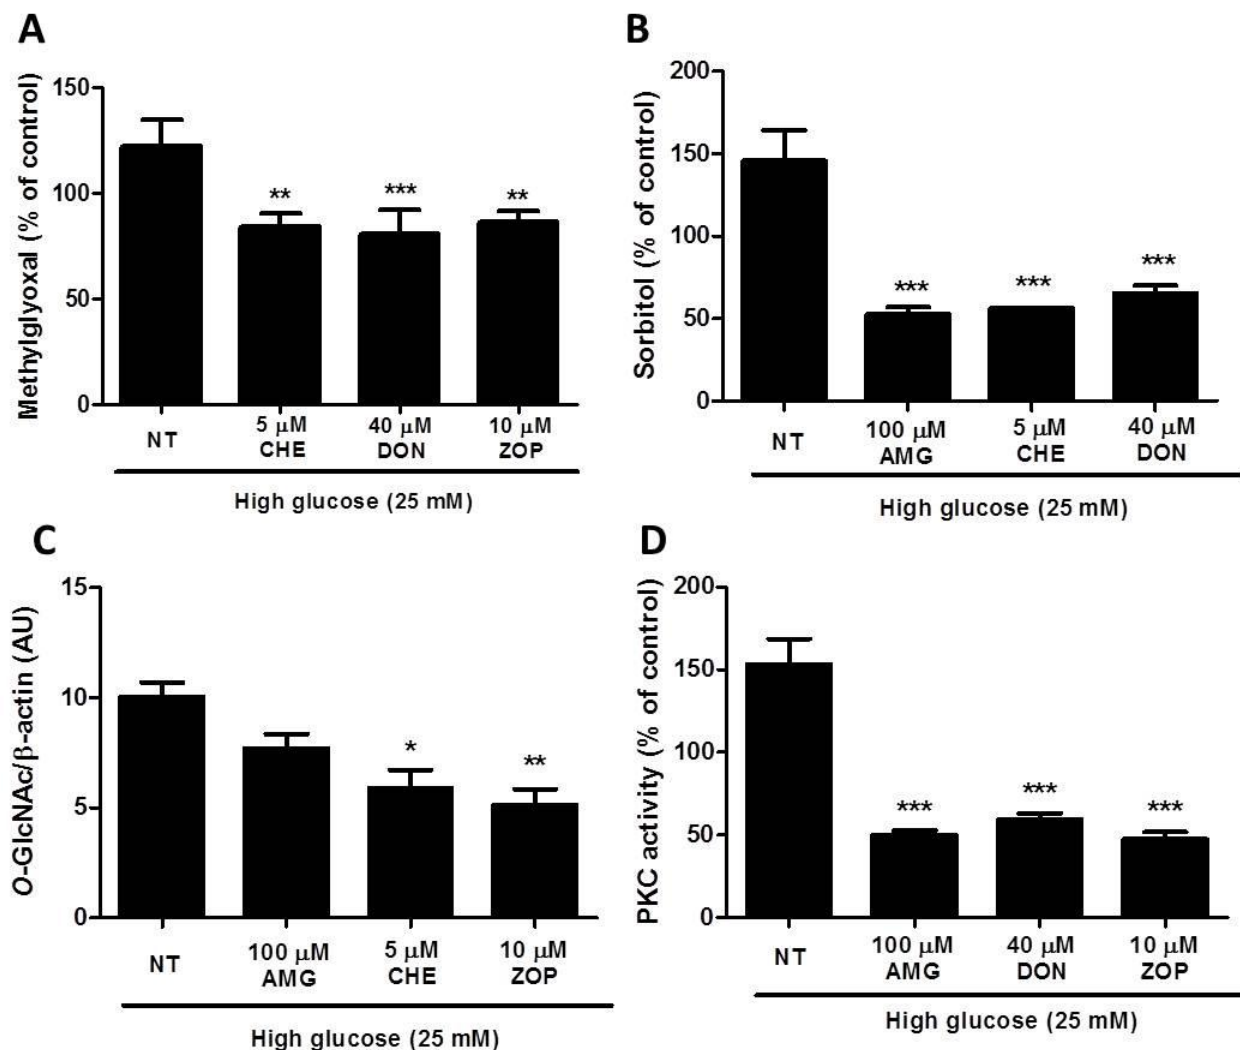 A
Methylglyoxal (% of control)
150
100
50
0
**
***
**
NT
5 µM
CHE
40 µM
DON
10 µM
ZOP
High glucose (25 mM)
B
Sorbitol (% of control)
200
150
100
50
0
***
***
***
NT
100 µM
AMG
5 µM
CHE
40 µM
DON
High glucose (25 mM)
C
O-GlcNAc/β-actin (AU)
15
10
5
0
*
**
NT
100 µM
AMG
5 µM
CHE
10 µM
ZOP
High glucose (25 mM)
D
PKC activity (% of control)
200
150
100
50
0
***
***
***
NT
100 µM
AMG
40 µM
DON
10 µM
ZOP
High glucose (25 mM)